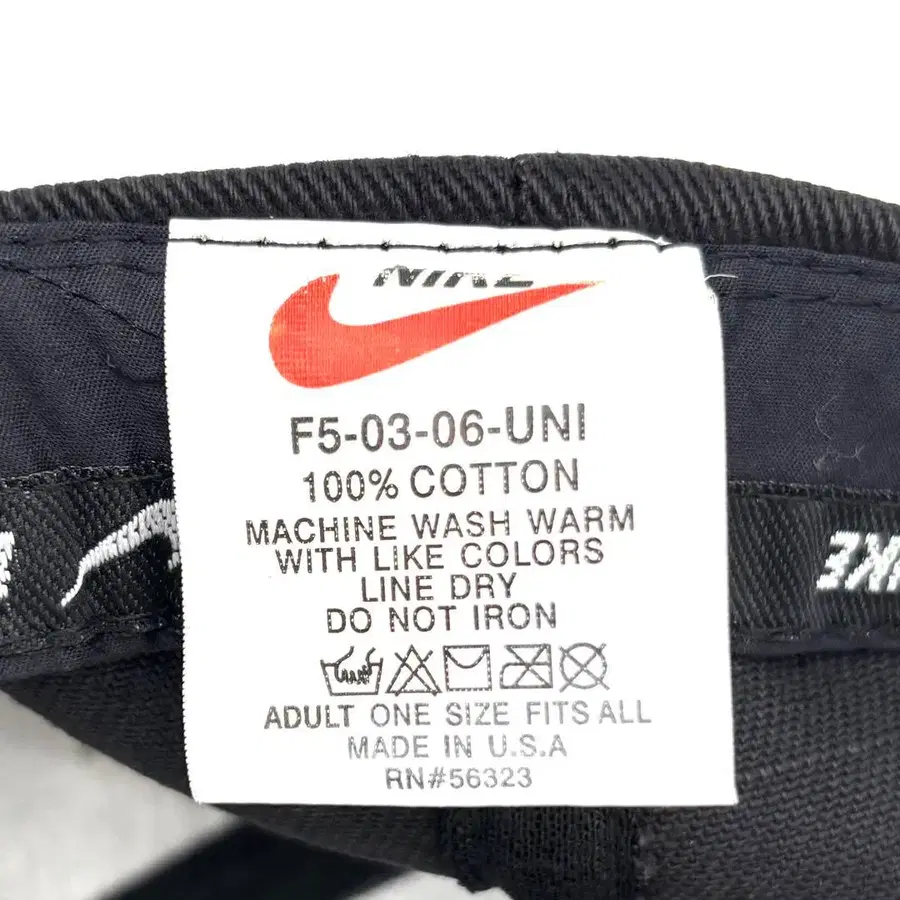 NIKE
F5-03-06-UNI
100% COTTON
MACHINE WASH WARM
WITH LIKE COLORS
LINE DRY
DO NOT IRON
ADULT ONE SIZE FITS ALL
MADE IN U.S.A
RN#56323